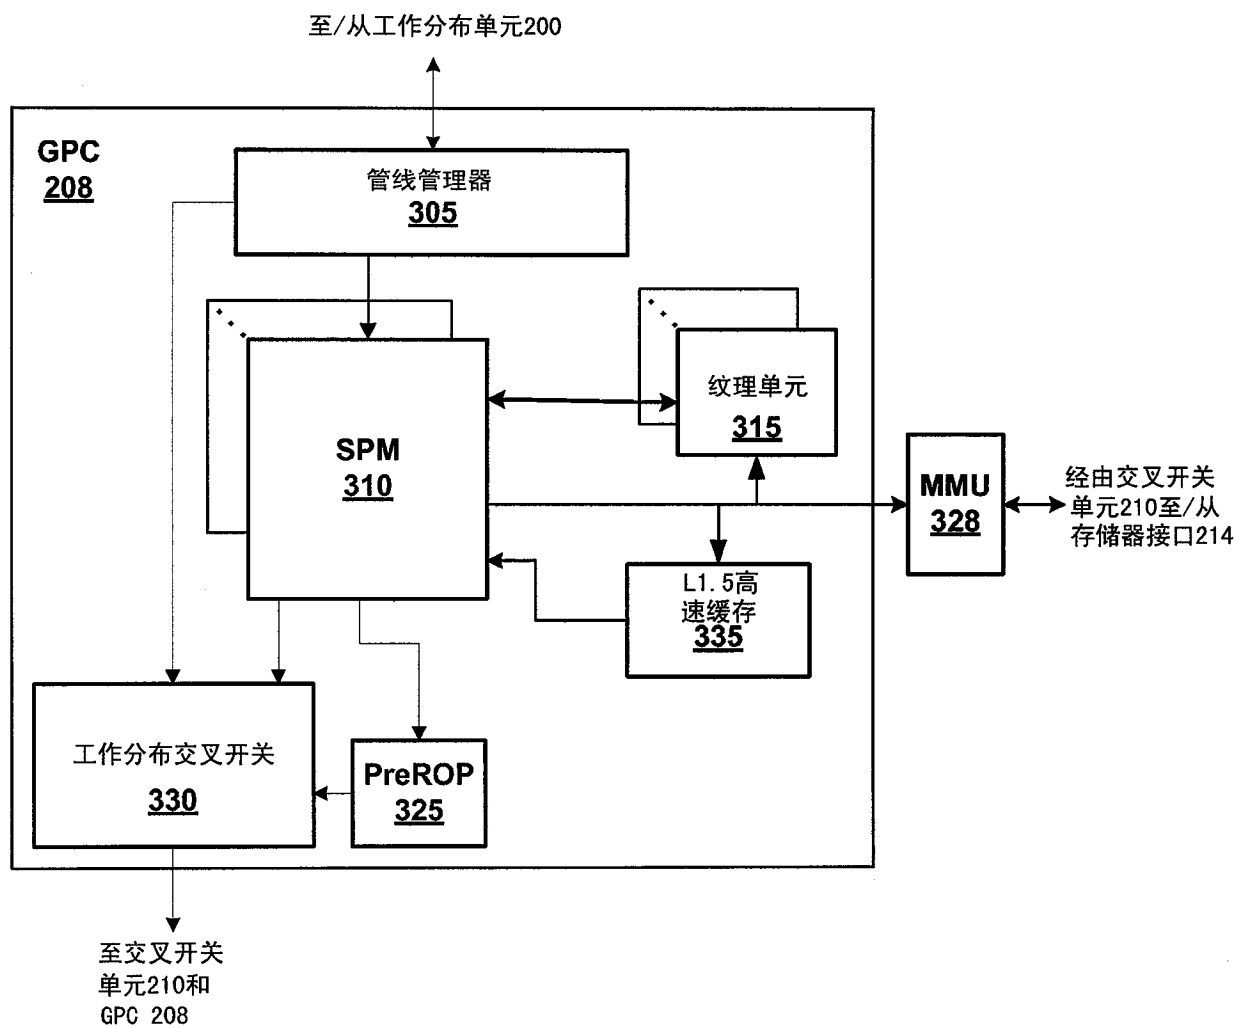 至/从工作分布单元200
GPC
208
管线管理器
305
纹理单元
315
SPM
310
MMU
328
经由交叉开关
单元210至/从
存储器接口214
L1.5高
速缓存
335
工作分布交叉开关
330
PreROP
325
至交叉开关
单元210和
GPC 208